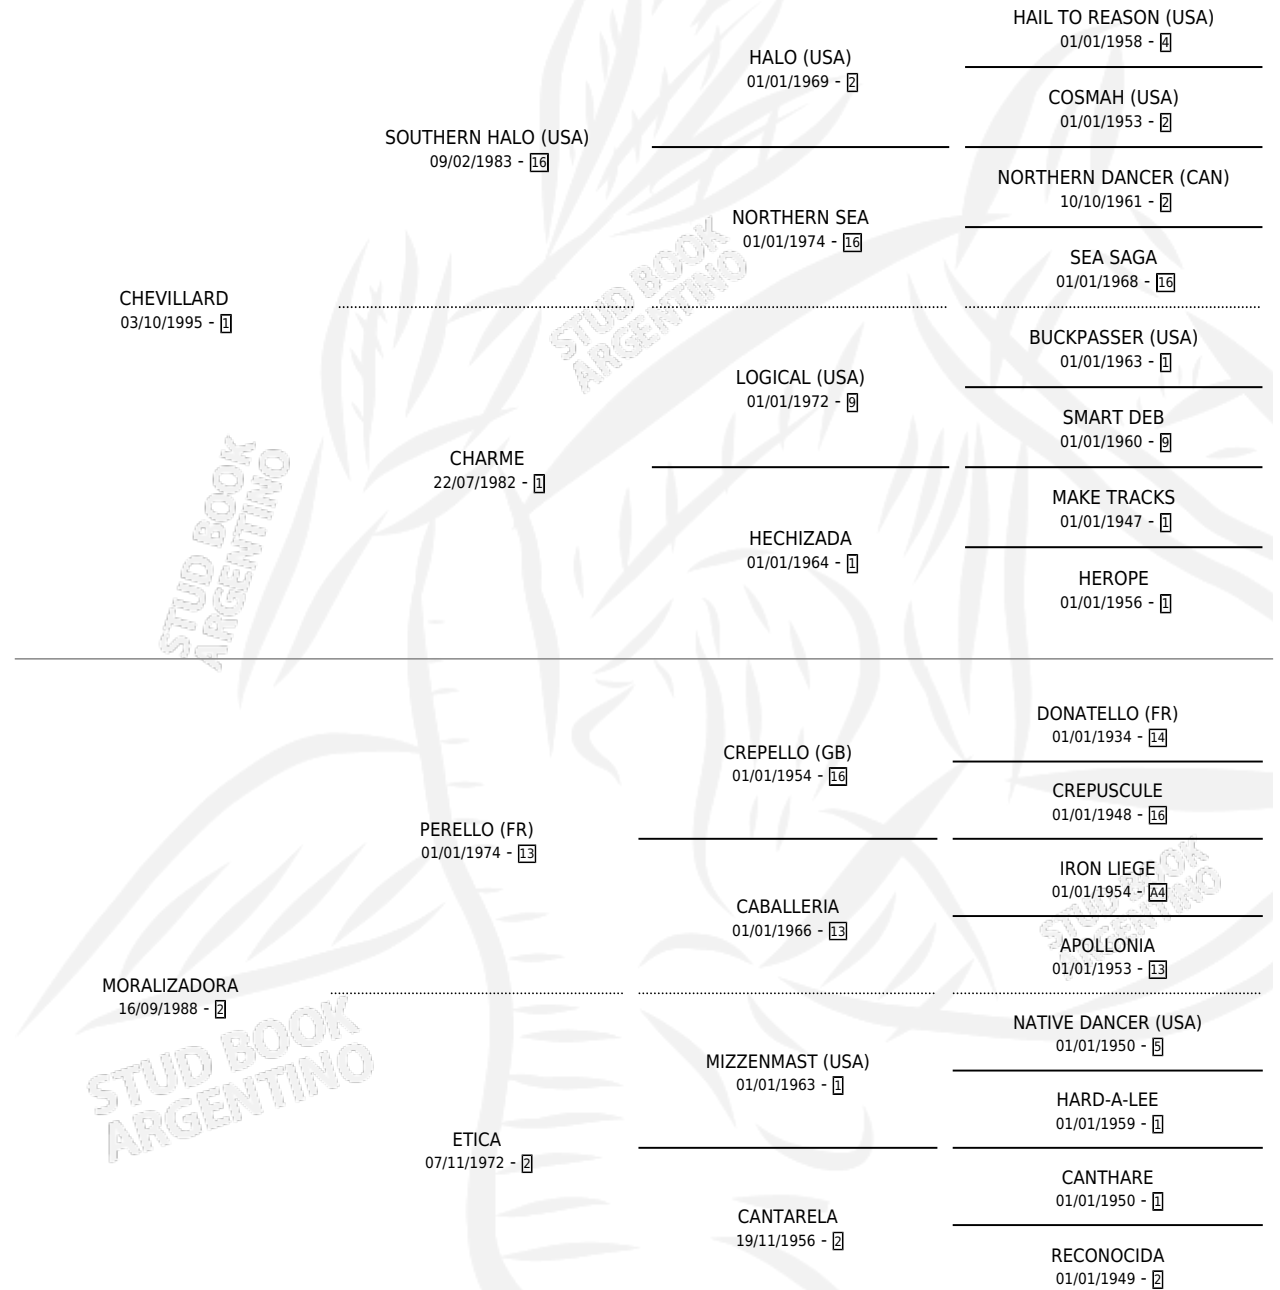 HAIL TO REASON (USA)
01/01/1958 - 4
HALO (USA)
01/01/1969 - 2
COSMAH (USA)
01/01/1953 - 2
SOUTHERN HALO (USA)
09/02/1983 - 16
NORTHERN DANCER (CAN)
10/10/1961 - 2
NORTHERN SEA
01/01/1974 - 16
SEA SAGA
01/01/1968 - 16
CHEVILLARD
03/10/1995 - 1
STUD BOOK
ARGENTINO
BUCKPASSER (USA)
01/01/1963 - 1
LOGICAL (USA)
01/01/1972 - 9
SMART DEB
01/01/1960 - 9
CHARME
22/07/1982 - 1
MAKE TRACKS
01/01/1947 - 1
HECHIZADA
01/01/1964 - 1
HEROPE
01/01/1956 - 1
STUD BOOK
ARGENTINO
DONATELLO (FR)
01/01/1934 - 14
CREPELLO (GB)
01/01/1954 - 16
CREPUSCULE
01/01/1948 - 16
PERELLO (FR)
01/01/1974 - 13
IRON LIEGE
01/01/1954 - A4
CABALLERIA
01/01/1966 - 13
APOLLONIA
01/01/1953 - 13
STUD BOOK
ARGENTINO
MORALIZADORA
16/09/1988 - 2
NATIVE DANCER (USA)
01/01/1950 - 5
MIZZENMAST (USA)
01/01/1963 - 1
HARD-A-LEE
01/01/1959 - 1
STUD BOOK
ARGENTINO
ETICA
07/11/1972 - 2
CANTHARE
01/01/1950 - 1
CANTARELA
19/11/1956 - 2
RECONOCIDA
01/01/1949 - 2